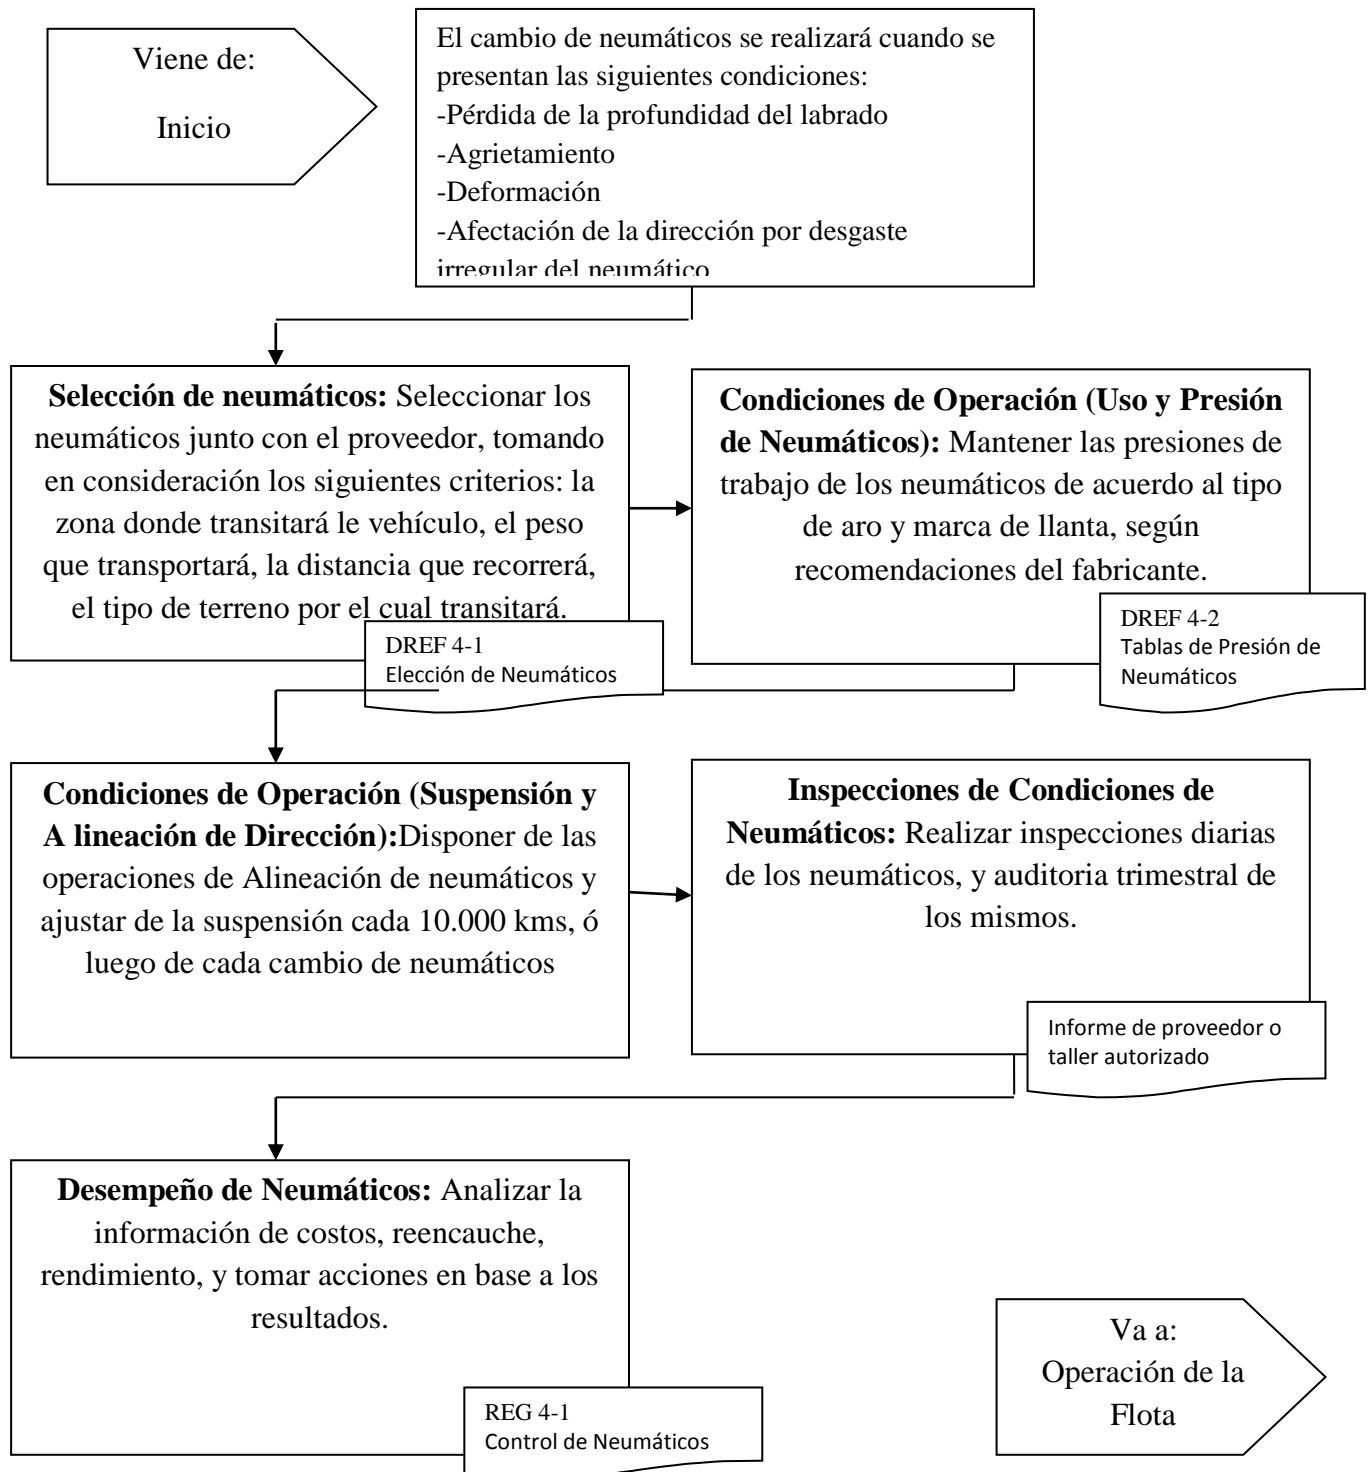 Viene de:
Inicio
El cambio de neumáticos se realizará cuando se
presentan las siguientes condiciones:
-Pérdida de la profundidad del labrado
-Agrietamiento
-Deformación
-Afectación de la dirección por desgaste
irregular del neumático
Selección de neumáticos: Seleccionar los
neumáticos junto con el proveedor, tomando
en consideración los siguientes criterios: la
zona donde transitará le vehículo, el peso
que transportará, la distancia que recorrerá,
el tipo de terreno por el cual transitará.
DREF 4-1
Elección de Neumáticos
Condiciones de Operación (Uso y Presión
de Neumáticos): Mantener las presiones de
trabajo de los neumáticos de acuerdo al tipo
de aro y marca de llanta, según
recomendaciones del fabricante.
DREF 4-2
Tablas de Presión de
Neumáticos
Condiciones de Operación (Suspensión y
A lineación de Dirección):Disponer de las
operaciones de Alineación de neumáticos y
ajustar de la suspensión cada 10.000 kms, ó
luego de cada cambio de neumáticos
Inspecciones de Condiciones de
Neumáticos: Realizar inspecciones diarias
de los neumáticos, y auditoria trimestral de
los mismos.
Informe de proveedor o
taller autorizado
Desempeño de Neumáticos: Analizar la
información de costos, reencauche,
rendimiento, y tomar acciones en base a los
resultados.
REG 4-1
Control de Neumáticos
Va a:
Operación de la
Flota